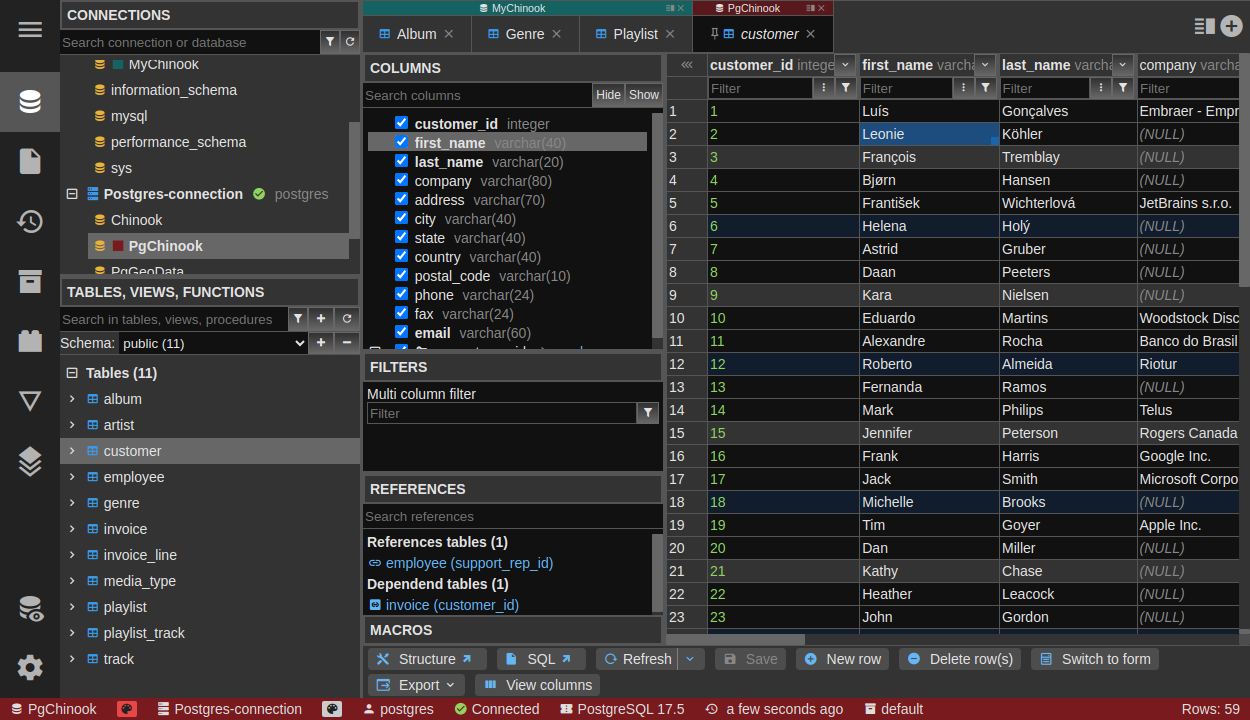 CONNECTIONS
Search connection or database
MyChinook
information_schema
mysql
performance_schema
sys
Postgres-connection postgres
Chinook
PgChinook
PgGeoData
TABLES, VIEWS, FUNCTIONS
Search in tables, views, procedures
Schema: public (11)
Tables (11)
album
artist
customer
employee
genre
invoice
invoice_line
media_type
playlist
playlist_track
track
MyChinook
PgChinook
Album
Genre
Playlist
customer
COLUMNS
Search columns
Hide Show
customer_id integer
first_name varchar(40)
last_name varchar(20)
company varchar(80)
address varchar(70)
city varchar(40)
state varchar(40)
country varchar(40)
postal_code varchar(10)
phone varchar(24)
fax varchar(24)
email varchar(60)
FILTERS
Multi column filter
Filter
REFERENCES
Search references
References tables (1)
employee (support_rep_id)
Dependend tables (1)
invoice (customer_id)
MACROS
customer_id intege first_name varcha last_name varcha company varcha
Filter Filter Filter Filter
1 1 Luís Gonçalves Embraer - Empr
2 2 Leonie Köhler (NULL)
3 3 François Tremblay (NULL)
4 4 Bjørn Hansen (NULL)
5 5 František Wichterlová JetBrains s.r.o.
6 6 Helena Holý (NULL)
7 7 Astrid Gruber (NULL)
8 8 Daan Peeters (NULL)
9 9 Kara Nielsen (NULL)
10 10 Eduardo Martins Woodstock Disc
11 11 Alexandre Rocha Banco do Brasil
12 12 Roberto Almeida Riotur
13 13 Fernanda Ramos (NULL)
14 14 Mark Philips Telus
15 15 Jennifer Peterson Rogers Canada
16 16 Frank Harris Google Inc.
17 17 Jack Smith Microsoft Corpo
18 18 Michelle Brooks (NULL)
19 19 Tim Goyer Apple Inc.
20 20 Dan Miller (NULL)
21 21 Kathy Chase (NULL)
22 22 Heather Leacock (NULL)
23 23 John Gordon (NULL)
Structure SQL Refresh Save New row Delete row(s) Switch to form
Export View columns
PgChinook Postgres-connection postgres Connected PostgreSQL 17.5 a few seconds ago default Rows: 59